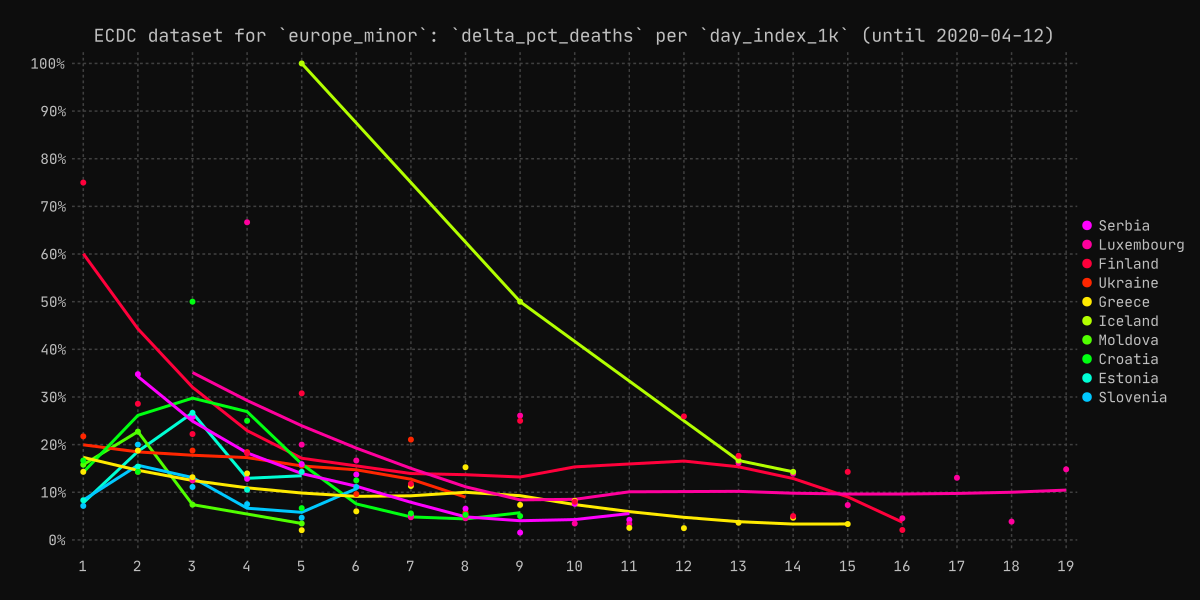 ECDC dataset for `europe_minor`: `delta_pct_deaths` per `day_index_1k` (until 2020-04-12)
100%
90%
80%
70%
60%
50%
40%
30%
20%
10%
0%
1 2 3 4 5 6 7 8 9 10 11 12 13 14 15 16 17 18 19
Serbia
Luxembourg
Finland
Ukraine
Greece
Iceland
Moldova
Croatia
Estonia
Slovenia